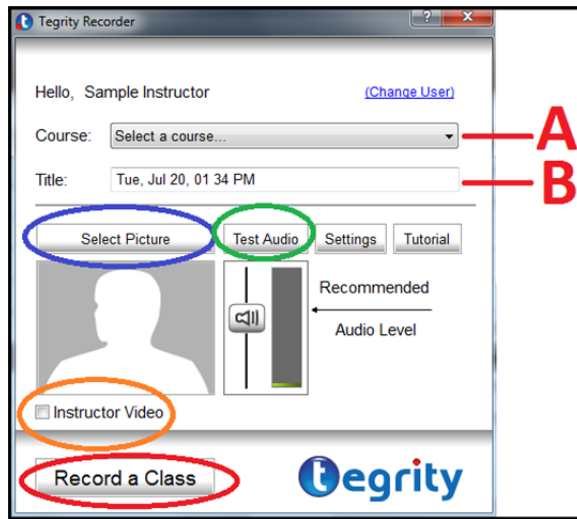 Tegrity Recorder
Hello, Sample Instructor (Change User)
Course: Select a course... A
Title: Tue, Jul 20, 01 34 PM B
Select Picture Test Audio Settings Tutorial
Recommended
Audio Level
Instructor Video
Record a Class tegrity